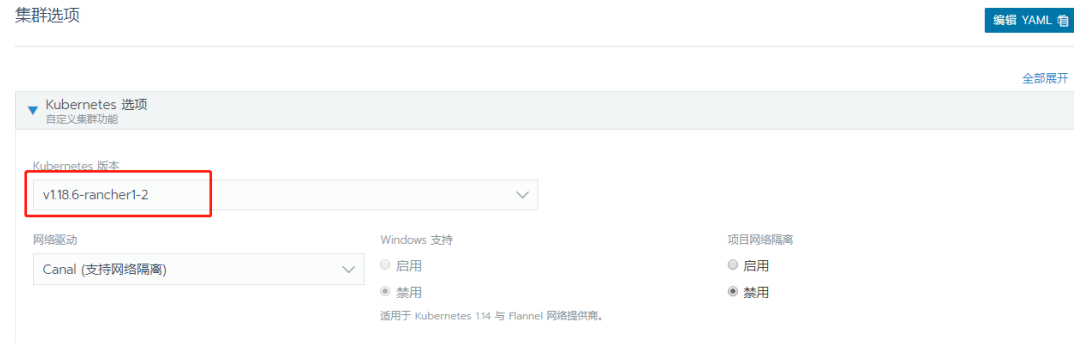 集群选项
编辑 YAML
全部展开
Kubernetes 选项
自定义集群功能
Kubernetes 版本
v1.18.6-rancher1-2
网络驱动
Windows 支持
项目网络隔离
Canal (支持网络隔离)
启用
启用
禁用
禁用
适用于 Kubernetes 1.14 与 Flannel 网络提供商。